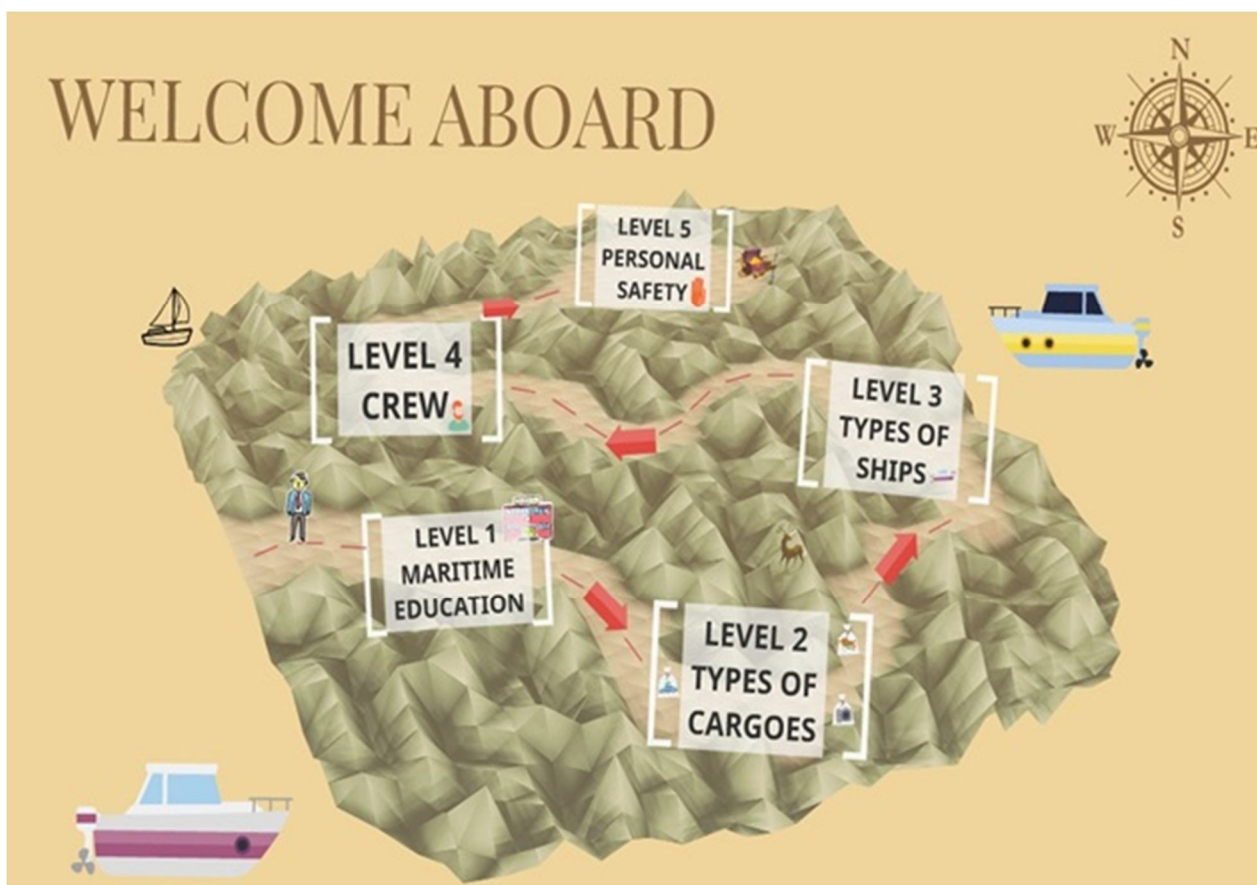 WELCOME ABOARD
N
W
E
S
LEVEL 5
PERSONAL
SAFETY
LEVEL 4
CREW
LEVEL 3
TYPES OF
SHIPS
LEVEL 1
MARITIME
EDUCATION
LEVEL 2
TYPES OF
CARGOES